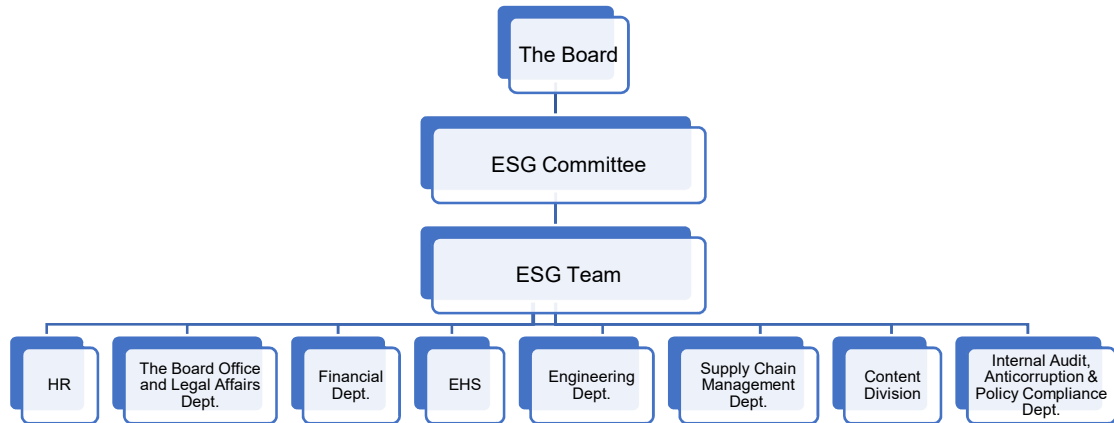 The Board
ESG Committee
ESG Team
HR
The Board Office
and Legal Affairs
Dept.
Financial
Dept.
EHS
Engineering
Dept.
Supply Chain
Management
Dept.
Content
Division
Internal Audit,
Anticorruption &
Policy Compliance
Dept.